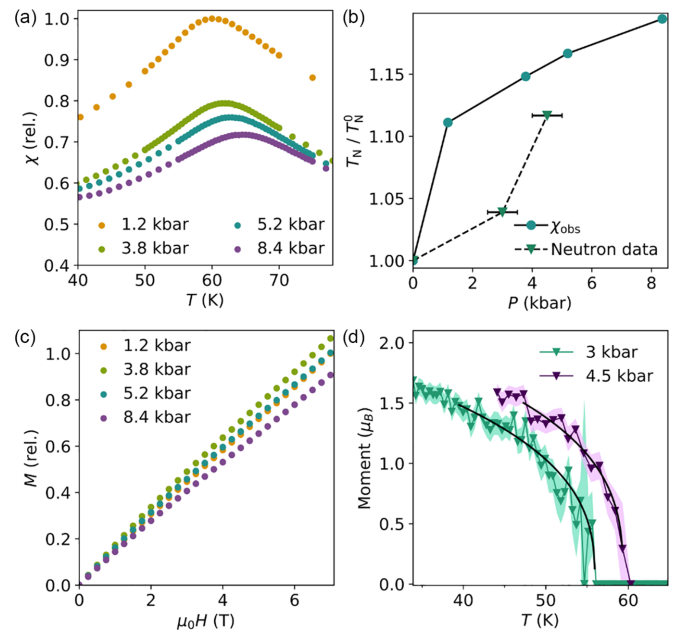 (a)
1.0
0.9
0.8
0.7
0.6
0.5
0.4
χ (rel.)
1.2 kbar
3.8 kbar
5.2 kbar
8.4 kbar
40 50 60 70
T (K)
(b)
1.15
1.10
1.05
1.00
T_N / T_N^0
χ_obs
Neutron data
0 2 4 6 8
P (kbar)
(c)
1.0
0.8
0.6
0.4
0.2
0.0
M (rel.)
1.2 kbar
3.8 kbar
5.2 kbar
8.4 kbar
0 2 4 6
μ₀H (T)
(d)
2.0
1.5
1.0
0.5
0.0
Moment (μ_B)
3 kbar
4.5 kbar
40 50 60
T (K)